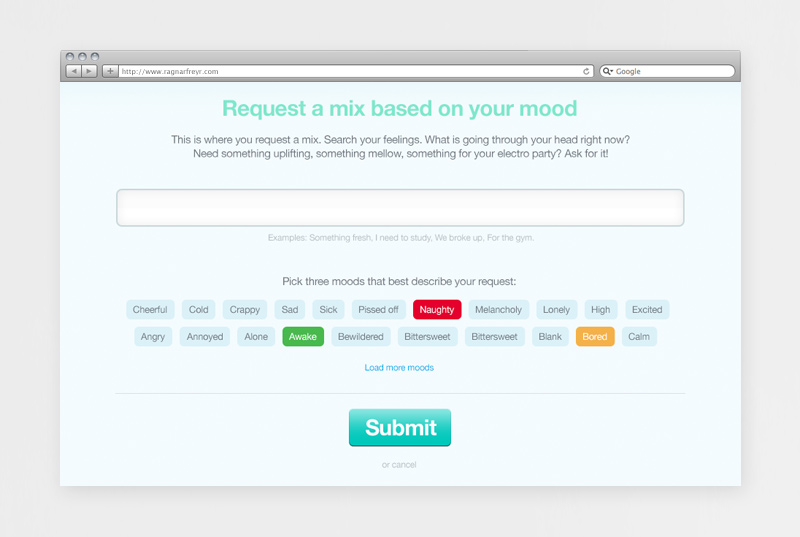 http://www.ragnarfreyr.com
Google
Request a mix based on your mood
This is where you request a mix. Search your feelings. What is going through your head right now?
Need something uplifting, something mellow, something for your electro party? Ask for it!
Examples: Something fresh, I need to study, We broke up, For the gym.
Pick three moods that best describe your request:
Cheerful Cold Crappy Sad Sick Pissed off Naughty Melancholy Lonely High Excited
Angry Annoyed Alone Awake Bewildered Bittersweet Bittersweet Blank Bored Calm
Load more moods
Submit
or cancel